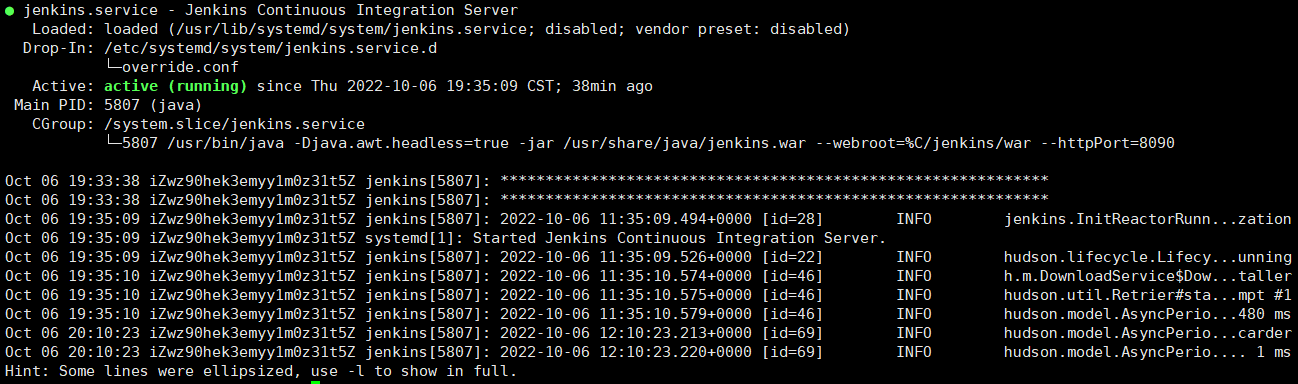 ● jenkins.service - Jenkins Continuous Integration Server
   Loaded: loaded (/usr/lib/systemd/system/jenkins.service; disabled; vendor preset: disabled)
  Drop-In: /etc/systemd/system/jenkins.service.d
           └─override.conf
   Active: active (running) since Thu 2022-10-06 19:35:09 CST; 38min ago
 Main PID: 5807 (java)
   CGroup: /system.slice/jenkins.service
           └─5807 /usr/bin/java -Djava.awt.headless=true -jar /usr/share/java/jenkins.war --webroot=%C/jenkins/war --httpPort=8090

Oct 06 19:33:38 iZwz90hek3emyy1m0z31t5Z jenkins[5807]: *************************************************************
Oct 06 19:33:38 iZwz90hek3emyy1m0z31t5Z jenkins[5807]: *************************************************************
Oct 06 19:35:09 iZwz90hek3emyy1m0z31t5Z jenkins[5807]: 2022-10-06 11:35:09.494+0000 [id=28]        INFO        jenkins.InitReactorRunn...zation
Oct 06 19:35:09 iZwz90hek3emyy1m0z31t5Z systemd[1]: Started Jenkins Continuous Integration Server.
Oct 06 19:35:09 iZwz90hek3emyy1m0z31t5Z jenkins[5807]: 2022-10-06 11:35:09.526+0000 [id=22]        INFO        hudson.lifecycle.Lifecy...unning
Oct 06 19:35:10 iZwz90hek3emyy1m0z31t5Z jenkins[5807]: 2022-10-06 11:35:10.574+0000 [id=46]        INFO        h.m.DownloadService$Dow...taller
Oct 06 19:35:10 iZwz90hek3emyy1m0z31t5Z jenkins[5807]: 2022-10-06 11:35:10.575+0000 [id=46]        INFO        hudson.util.Retrier#sta...mpt #1
Oct 06 19:35:10 iZwz90hek3emyy1m0z31t5Z jenkins[5807]: 2022-10-06 11:35:10.579+0000 [id=46]        INFO        hudson.model.AsyncPerio...480 ms
Oct 06 20:10:23 iZwz90hek3emyy1m0z31t5Z jenkins[5807]: 2022-10-06 12:10:23.213+0000 [id=69]        INFO        hudson.model.AsyncPerio...carder
Oct 06 20:10:23 iZwz90hek3emyy1m0z31t5Z jenkins[5807]: 2022-10-06 12:10:23.220+0000 [id=69]        INFO        hudson.model.AsyncPerio.... 1 ms
Hint: Some lines were ellipsized, use -l to show in full.